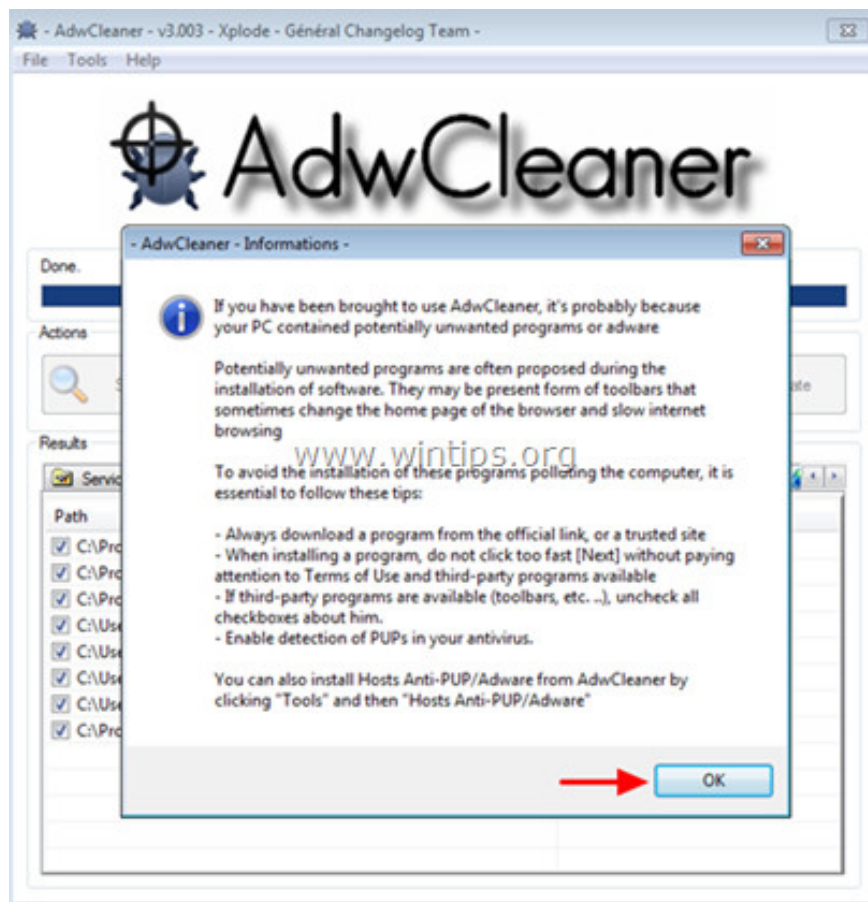 - AdwCleaner - v3.003 - Xplode - Général Changelog Team -
File Tools Help
AdwCleaner
- AdwCleaner - Informations -
Done.
If you have been brought to use AdwCleaner, it's probably because
your PC contained potentially unwanted programs or adware
Actions
Potentially unwanted programs are often proposed during the
installation of software. They may be present form of toolbars that
sometimes change the home page of the browser and slow internet
browsing
Results
www.wintips.org
To avoid the installation of these programs polluting the computer, it is
essential to follow these tips:
Path
- Always download a program from the official link, or a trusted site
- When installing a program, do not click too fast [Next] without paying
attention to Terms of Use and third-party programs available
- If third-party programs are available (toolbars, etc. ..), uncheck all
checkboxes about him.
- Enable detection of PUPs in your antivirus.
You can also install Hosts Anti-PUP/Adware from AdwCleaner by
clicking "Tools" and then "Hosts Anti-PUP/Adware"
C:\Pro
C:\Pro
C:\Pro
C:\Use
C:\Use
C:\Use
C:\Use
C:\Pro
OK